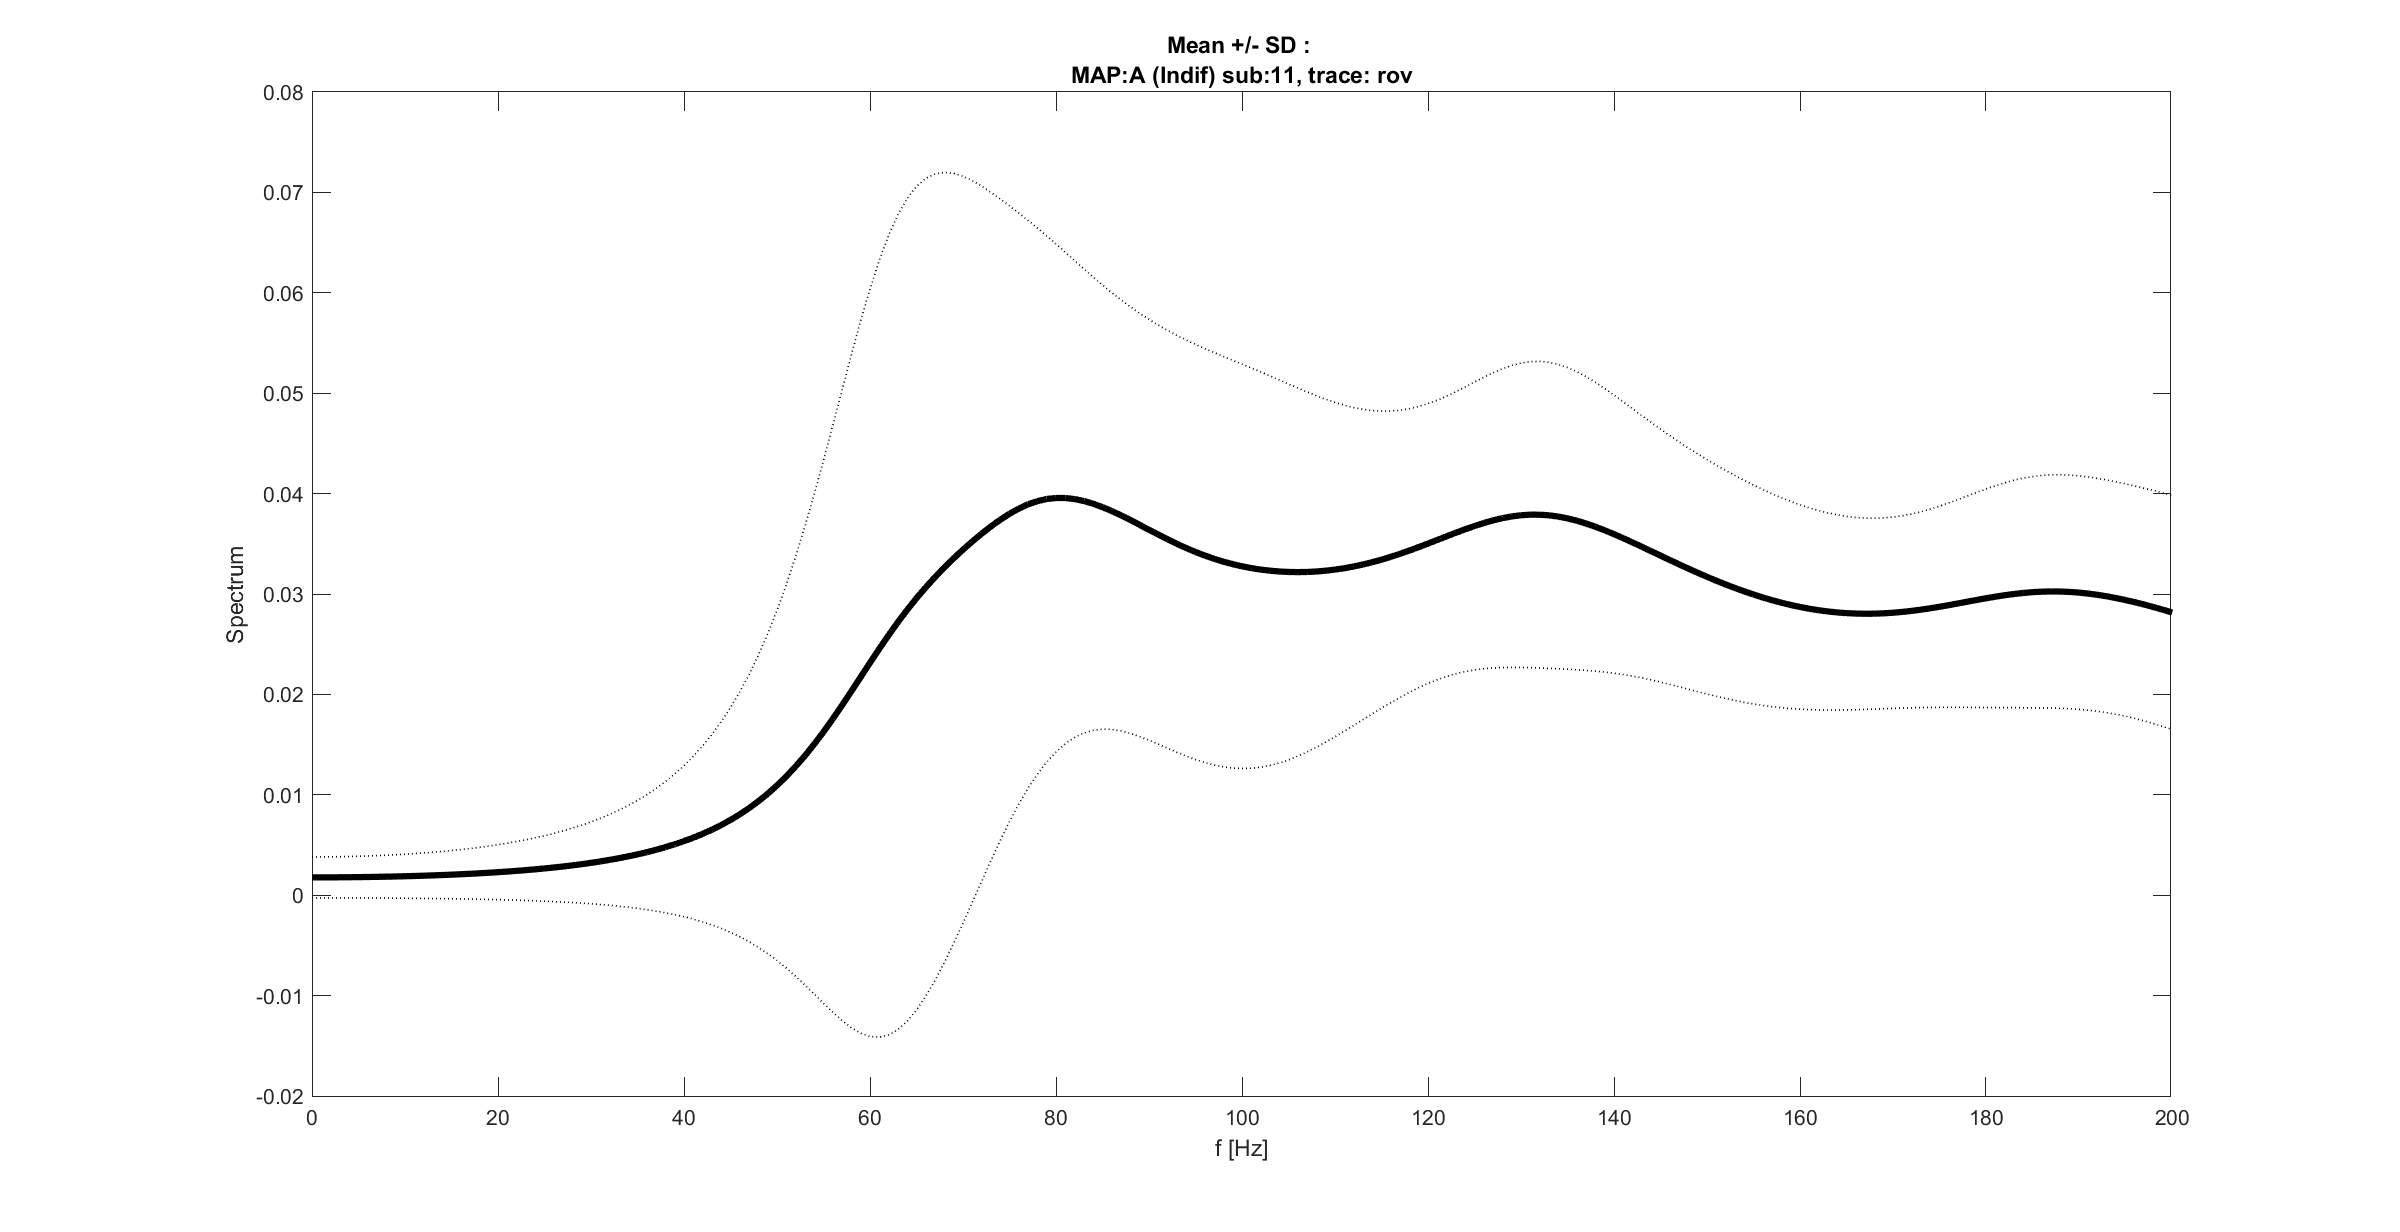 Mean +/- SD :
MAP:A (Indif) sub:11, trace: rov
0.08
0.07
0.06
0.05
0.04
0.03
0.02
0.01
0
-0.01
-0.02
Spectrum
0 20 40 60 80 100 120 140 160 180 200
f [Hz]